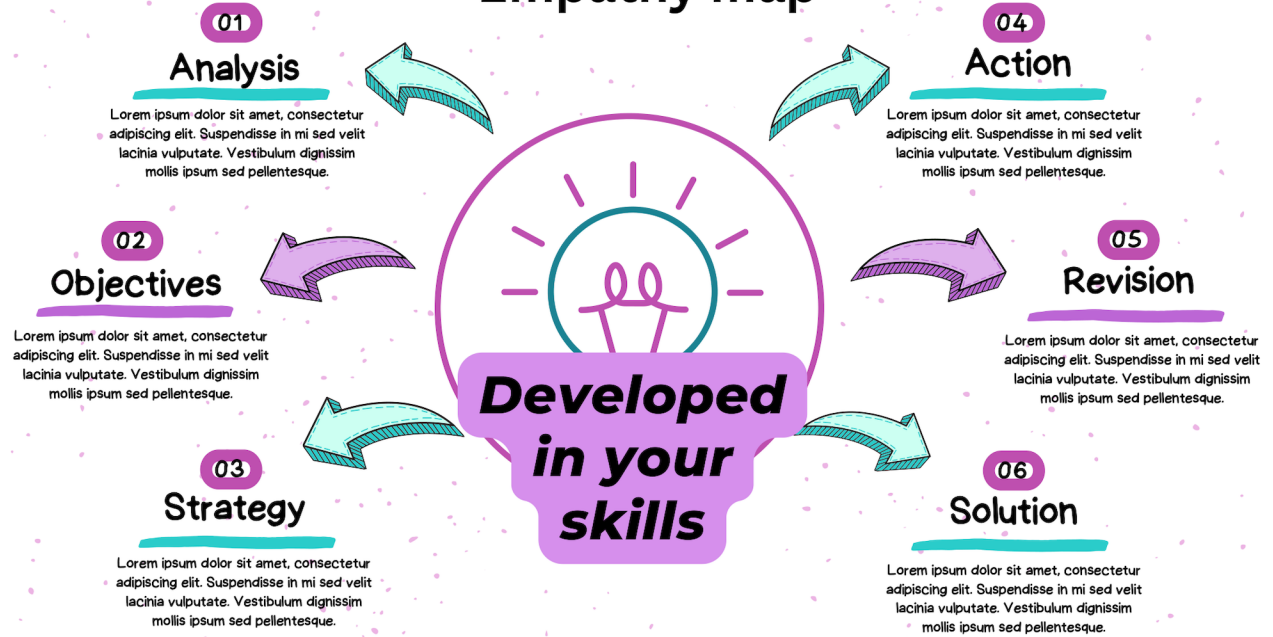 Empathy Map
01
Analysis
Lorem ipsum dolor sit amet, consectetur
adipiscing elit. Suspendisse in mi sed velit
lacinia vulputate. Vestibulum dignissim
mollis ipsum sed pellentesque.
02
Objectives
Lorem ipsum dolor sit amet, consectetur
adipiscing elit. Suspendisse in mi sed velit
lacinia vulputate. Vestibulum dignissim
mollis ipsum sed pellentesque.
03
Strategy
Lorem ipsum dolor sit amet, consectetur
adipiscing elit. Suspendisse in mi sed velit
lacinia vulputate. Vestibulum dignissim
mollis ipsum sed pellentesque.
Developed
in your
skills
04
Action
Lorem ipsum dolor sit amet, consectetur
adipiscing elit. Suspendisse in mi sed velit
lacinia vulputate. Vestibulum dignissim
mollis ipsum sed pellentesque.
05
Revision
Lorem ipsum dolor sit amet, consectetur
adipiscing elit. Suspendisse in mi sed velit
lacinia vulputate. Vestibulum dignissim
mollis ipsum sed pellentesque.
06
Solution
Lorem ipsum dolor sit amet, consectetur
adipiscing elit. Suspendisse in mi sed velit
lacinia vulputate. Vestibulum dignissim
mollis ipsum sed pellentesque.